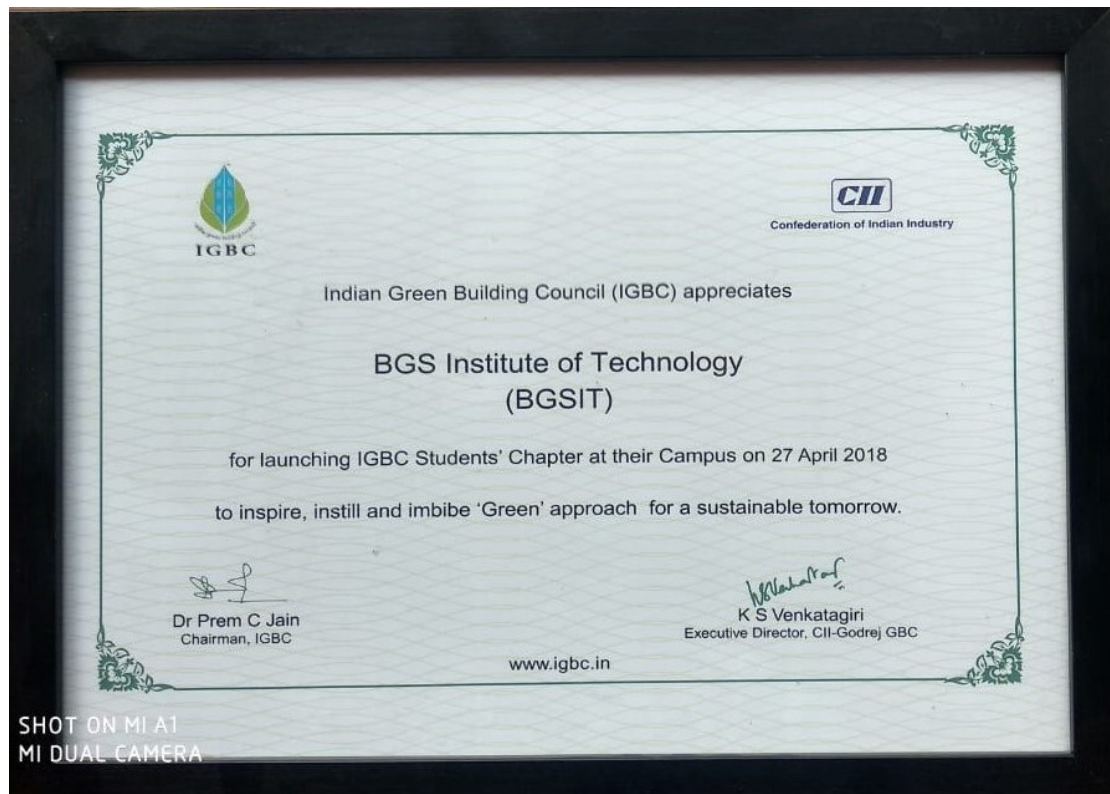 IGBC
CII
Confederation of Indian Industry
Indian Green Building Council (IGBC) appreciates
BGS Institute of Technology
(BGSIT)
for launching IGBC Students' Chapter at their Campus on 27 April 2018
to inspire, instill and imbibe 'Green' approach for a sustainable tomorrow.
Dr Prem C Jain
Chairman, IGBC
K S Venkatagiri
Executive Director, CII-Godrej GBC
www.igbc.in
SHOT ON MI A1
MI DUAL CAMERA